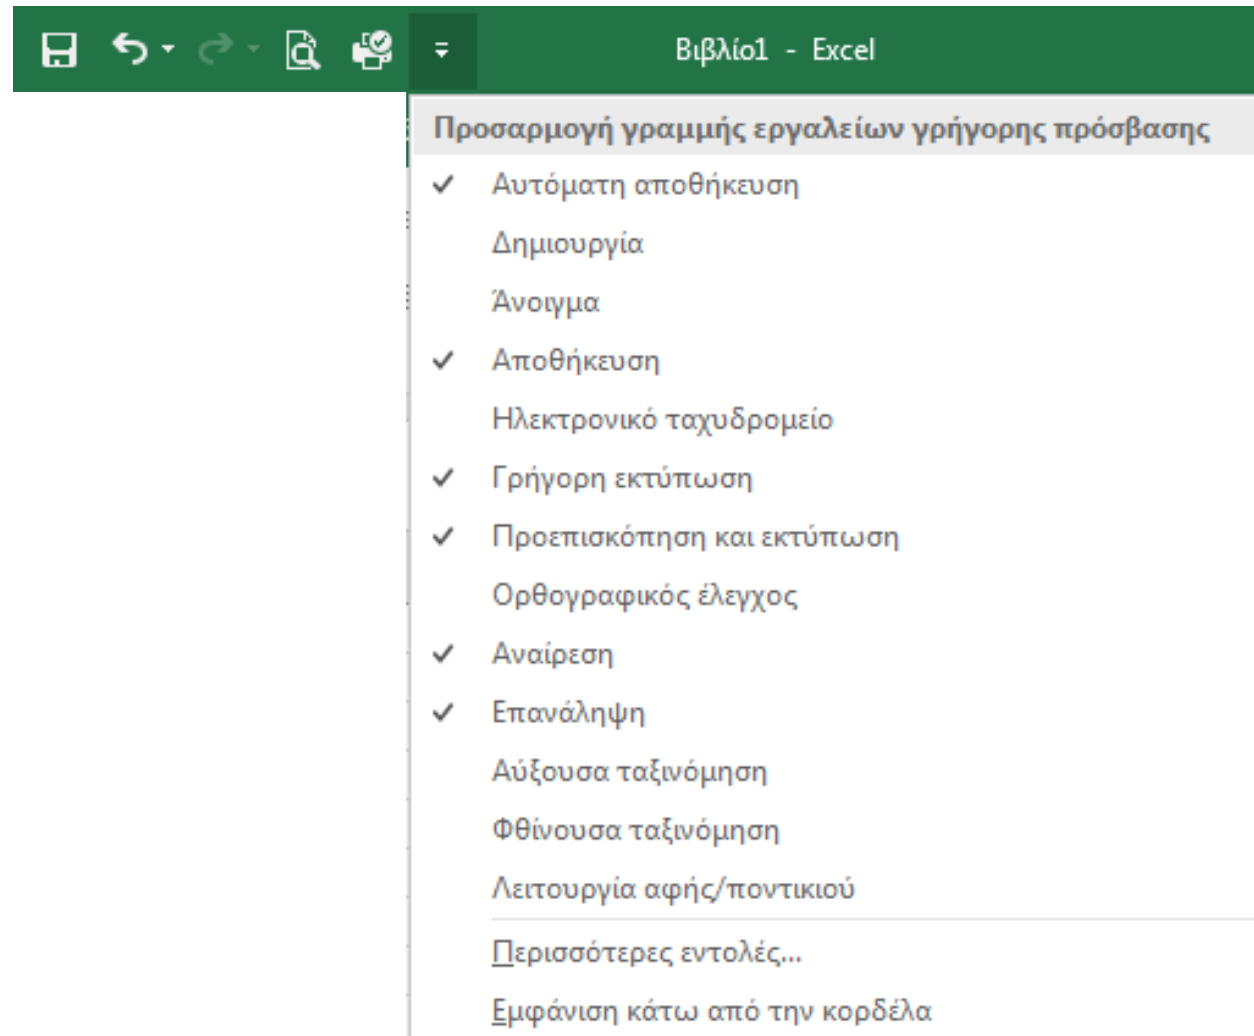 Βιβλίο1 - Excel
Προσαρμογή γραμμής εργαλείων γρήγορης πρόσβασης
Αυτόματη αποθήκευση
Δημιουργία
Άνοιγμα
Αποθήκευση
Ηλεκτρονικό ταχυδρομείο
Γρήγορη εκτύπωση
Προεπισκόπηση και εκτύπωση
Ορθογραφικός έλεγχος
Αναίρεση
Επανάληψη
Αύξουσα ταξινόμηση
Φθίνουσα ταξινόμηση
Λειτουργία αφής/ποντικιού
Περισσότερες εντολές...
Εμφάνιση κάτω από την κορδέλα